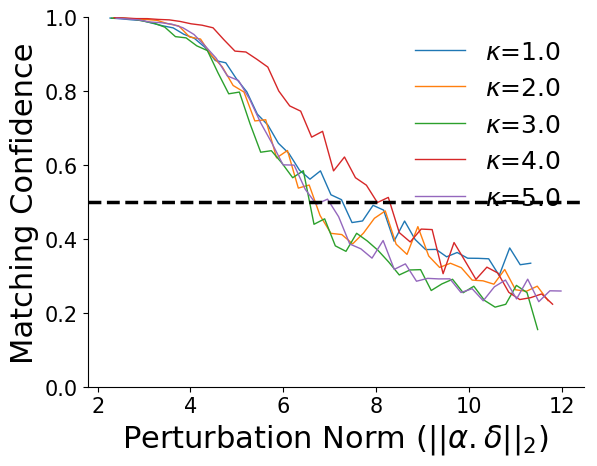 1.0
0.8
0.6
0.4
0.2
0.0
Matching Confidence
κ=1.0
κ=2.0
κ=3.0
κ=4.0
κ=5.0
2 4 6 8 10 12
Perturbation Norm (||α.δ||₂)